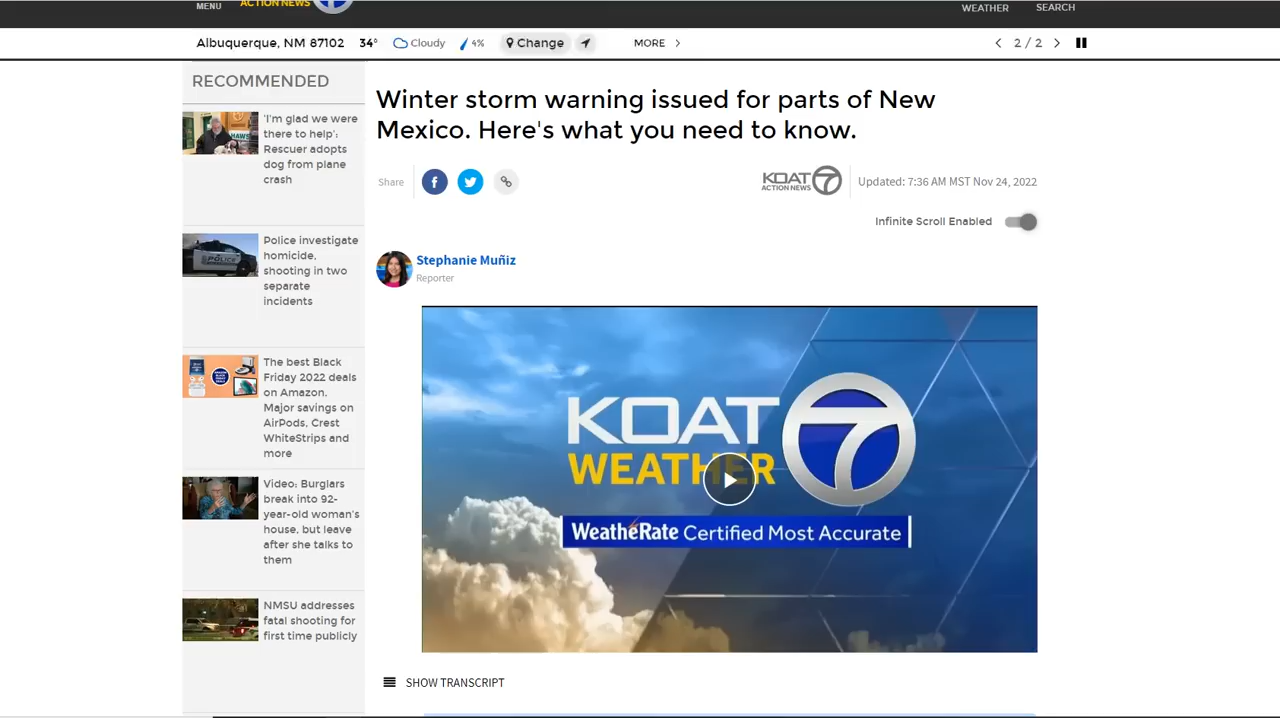 MENU
ACTION NEWS
WEATHER
SEARCH
Albuquerque, NM 87102
34°
Cloudy
4%
Change
MORE
2 / 2
RECOMMENDED
'I'm glad we were
there to help':
Rescuer adopts
dog from plane
crash
Police investigate
homicide,
shooting in two
separate
incidents
The best Black
Friday 2022 deals
on Amazon,
Major savings on
AirPods, Crest
WhiteStrips and
more
Video: Burglars
break into 92-
year-old woman's
house, but leave
after she talks to
them
NMSU addresses
fatal shooting for
first time publicly
Winter storm warning issued for parts of New
Mexico. Here's what you need to know.
Share
KOAT 7
ACTION NEWS
Updated: 7:36 AM MST Nov 24, 2022
Infinite Scroll Enabled
Stephanie Muñiz
Reporter
KOAT 7
WEATHER
WeatheRate Certified Most Accurate
SHOW TRANSCRIPT